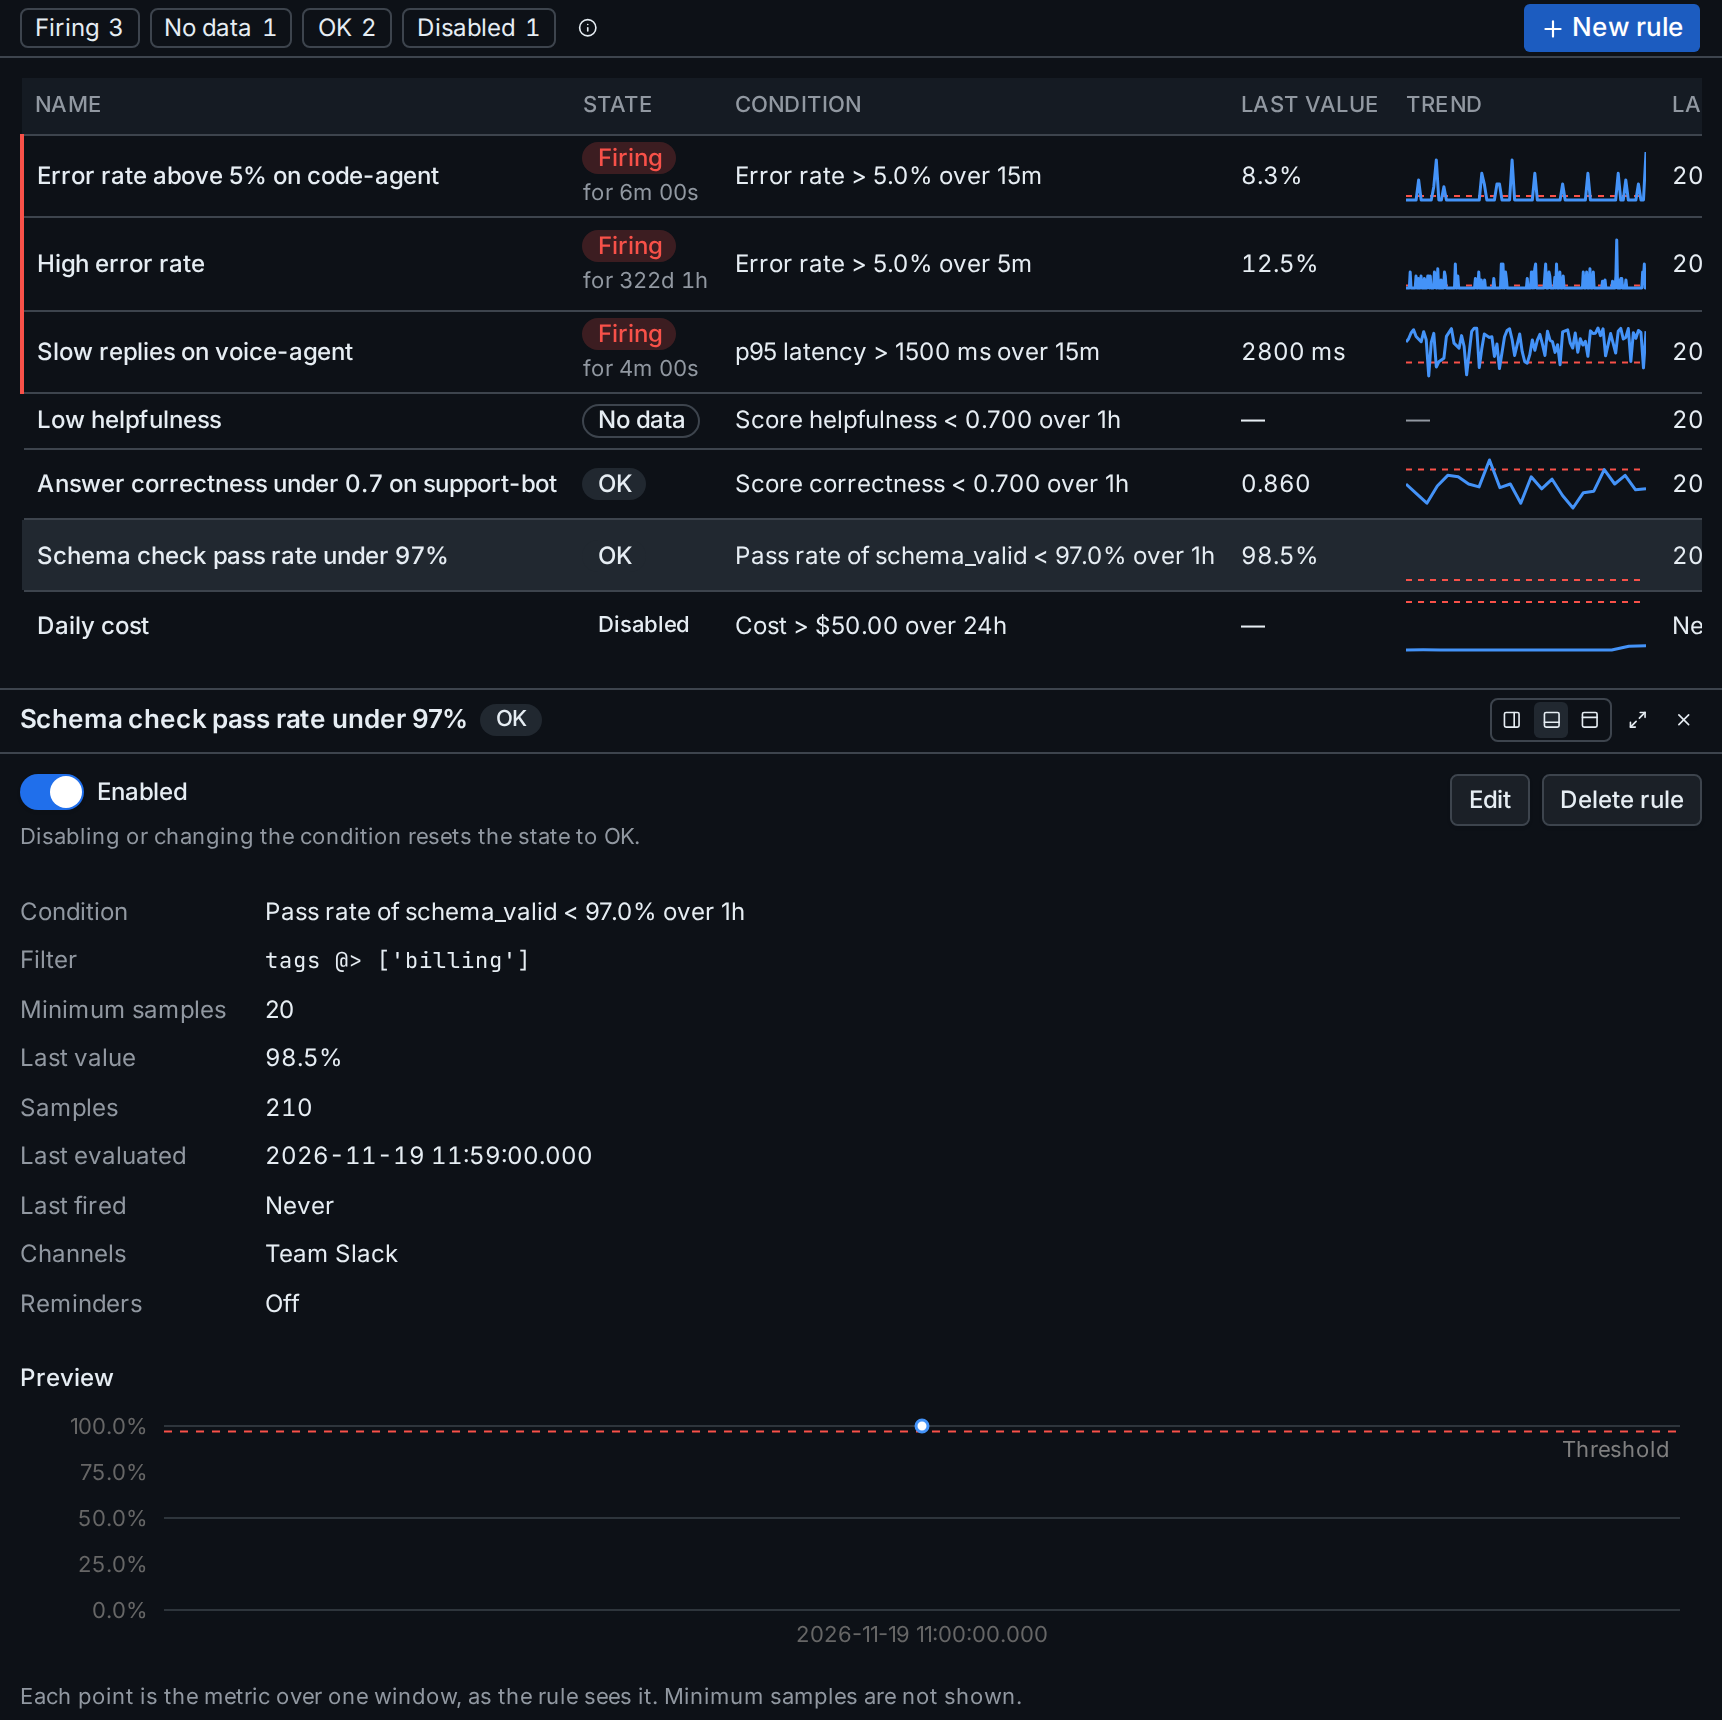 Firing 3 No data 1 OK 2 Disabled 1 + New rule
NAME STATE CONDITION LAST VALUE TREND LA
Error rate above 5% on code-agent Firing for 6m 00s Error rate > 5.0% over 15m 8.3% 20
High error rate Firing for 322d 1h Error rate > 5.0% over 5m 12.5% 20
Slow replies on voice-agent Firing for 4m 00s p95 latency > 1500 ms over 15m 2800 ms 20
Low helpfulness No data Score helpfulness < 0.700 over 1h — — 20
Answer correctness under 0.7 on support-bot OK Score correctness < 0.700 over 1h 0.860 20
Schema check pass rate under 97% OK Pass rate of schema_valid < 97.0% over 1h 98.5% 20
Daily cost Disabled Cost > $50.00 over 24h — Ne
Schema check pass rate under 97% OK
Enabled Edit Delete rule
Disabling or changing the condition resets the state to OK.
Condition Pass rate of schema_valid < 97.0% over 1h
Filter tags @> ['billing']
Minimum samples 20
Last value 98.5%
Samples 210
Last evaluated 2026-11-19 11:59:00.000
Last fired Never
Channels Team Slack
Reminders Off
Preview
100.0%
Threshold
75.0%
50.0%
25.0%
0.0%
2026-11-19 11:00:00.000
Each point is the metric over one window, as the rule sees it. Minimum samples are not shown.